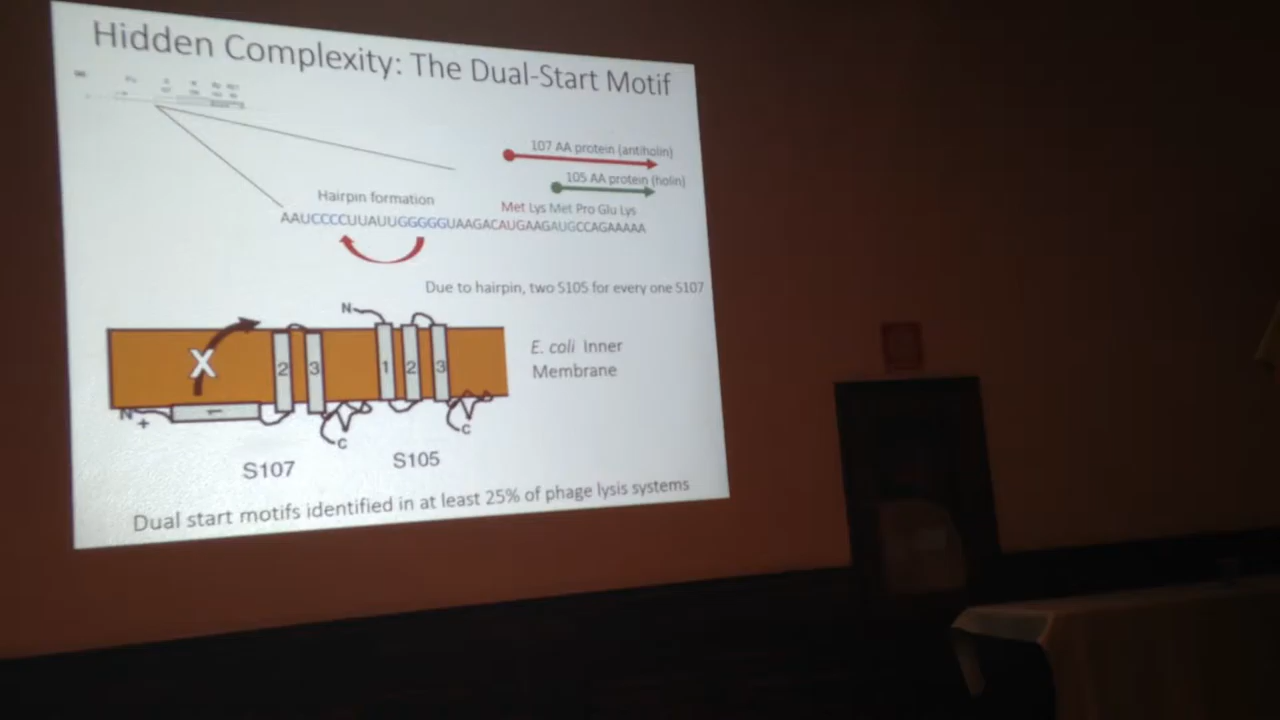 Hidden Complexity: The Dual-Start Motif
107 AA protein (antiholin)
105 AA protein (holin)
Hairpin formation
Met Lys Met Pro Glu Lys
AAUCCCCUUAUUGGGGGUAAGACAUGAAGAUGCCAGAAAAA
Due to hairpin, two S105 for every one S107
N
X
2
3
1
2
3
E. coli Inner
Membrane
N
+
1
C
C
S107
S105
Dual start motifs identified in at least 25% of phage lysis systems